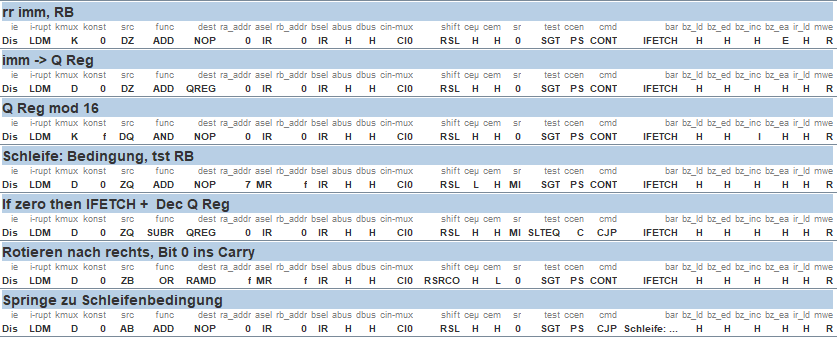 rr imm, RB
ie i-rupt kmux konst src func dest ra_addr asel rb_addr bsel abus dbus cin-mux shift ceµ cem sr test ccen cmd bar bz_ld bz_ed bz_inc bz_ea ir_ld mwe
Dis LDM K 0 DZ ADD NOP 0 IR 0 IR H H CI0 RSL H H 0 SGT PS CONT IFETCH H H H E H R
imm -> Q Reg
ie i-rupt kmux konst src func dest ra_addr asel rb_addr bsel abus dbus cin-mux shift ceµ cem sr test ccen cmd bar bz_ld bz_ed bz_inc bz_ea ir_ld mwe
Dis LDM D 0 DZ ADD QREG 0 IR 0 IR H H CI0 RSL H H 0 SGT PS CONT IFETCH H H H H H R
Q Reg mod 16
ie i-rupt kmux konst src func dest ra_addr asel rb_addr bsel abus dbus cin-mux shift ceµ cem sr test ccen cmd bar bz_ld bz_ed bz_inc bz_ea ir_ld mwe
Dis LDM K f DQ AND NOP 0 IR 0 IR H H CI0 RSL H H 0 SGT PS CONT IFETCH H H I H H R
Schleife: Bedingung, tst RB
ie i-rupt kmux konst src func dest ra_addr asel rb_addr bsel abus dbus cin-mux shift ceµ cem sr test ccen cmd bar bz_ld bz_ed bz_inc bz_ea ir_ld mwe
Dis LDM D 0 ZQ ADD NOP 7 MR f IR H H CI0 RSL L H MI SGT PS CONT IFETCH H H H H H R
If zero then IFETCH + Dec Q Reg
ie i-rupt kmux konst src func dest ra_addr asel rb_addr bsel abus dbus cin-mux shift ceµ cem sr test ccen cmd bar bz_ld bz_ed bz_inc bz_ea ir_ld mwe
Dis LDM D 0 ZQ SUBR QREG 0 IR 0 IR H H CI0 RSL H H MI SLTEQ C CJP IFETCH H H H H H R
Rotieren nach rechts, Bit 0 ins Carry
ie i-rupt kmux konst src func dest ra_addr asel rb_addr bsel abus dbus cin-mux shift ceµ cem sr test ccen cmd bar bz_ld bz_ed bz_inc bz_ea ir_ld mwe
Dis LDM D 0 ZB OR RAMD f MR f IR H H CI0 RSRCO H L 0 SGT PS CONT IFETCH H H H H H R
Springe zu Schleifenbedingung
ie i-rupt kmux konst src func dest ra_addr asel rb_addr bsel abus dbus cin-mux shift ceµ cem sr test ccen cmd bar bz_ld bz_ed bz_inc bz_ea ir_ld mwe
Dis LDM D 0 AB ADD NOP 0 IR 0 IR H H CI0 RSL H H 0 SGT PS CJP Schleife: ... H H H H H R